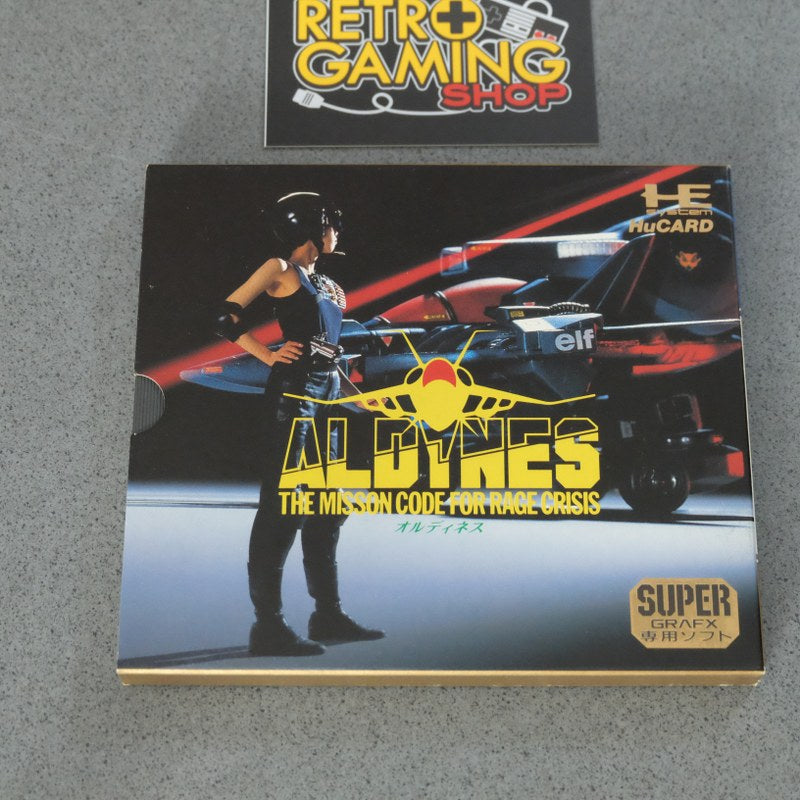 RETRO
GAMING
SHOP
HE
System
HuCARD
elf
ALDYNES
THE MISSON CODE FOR RAGE CRISIS
オルディネス
SUPER
GRAFX
専用ソフト